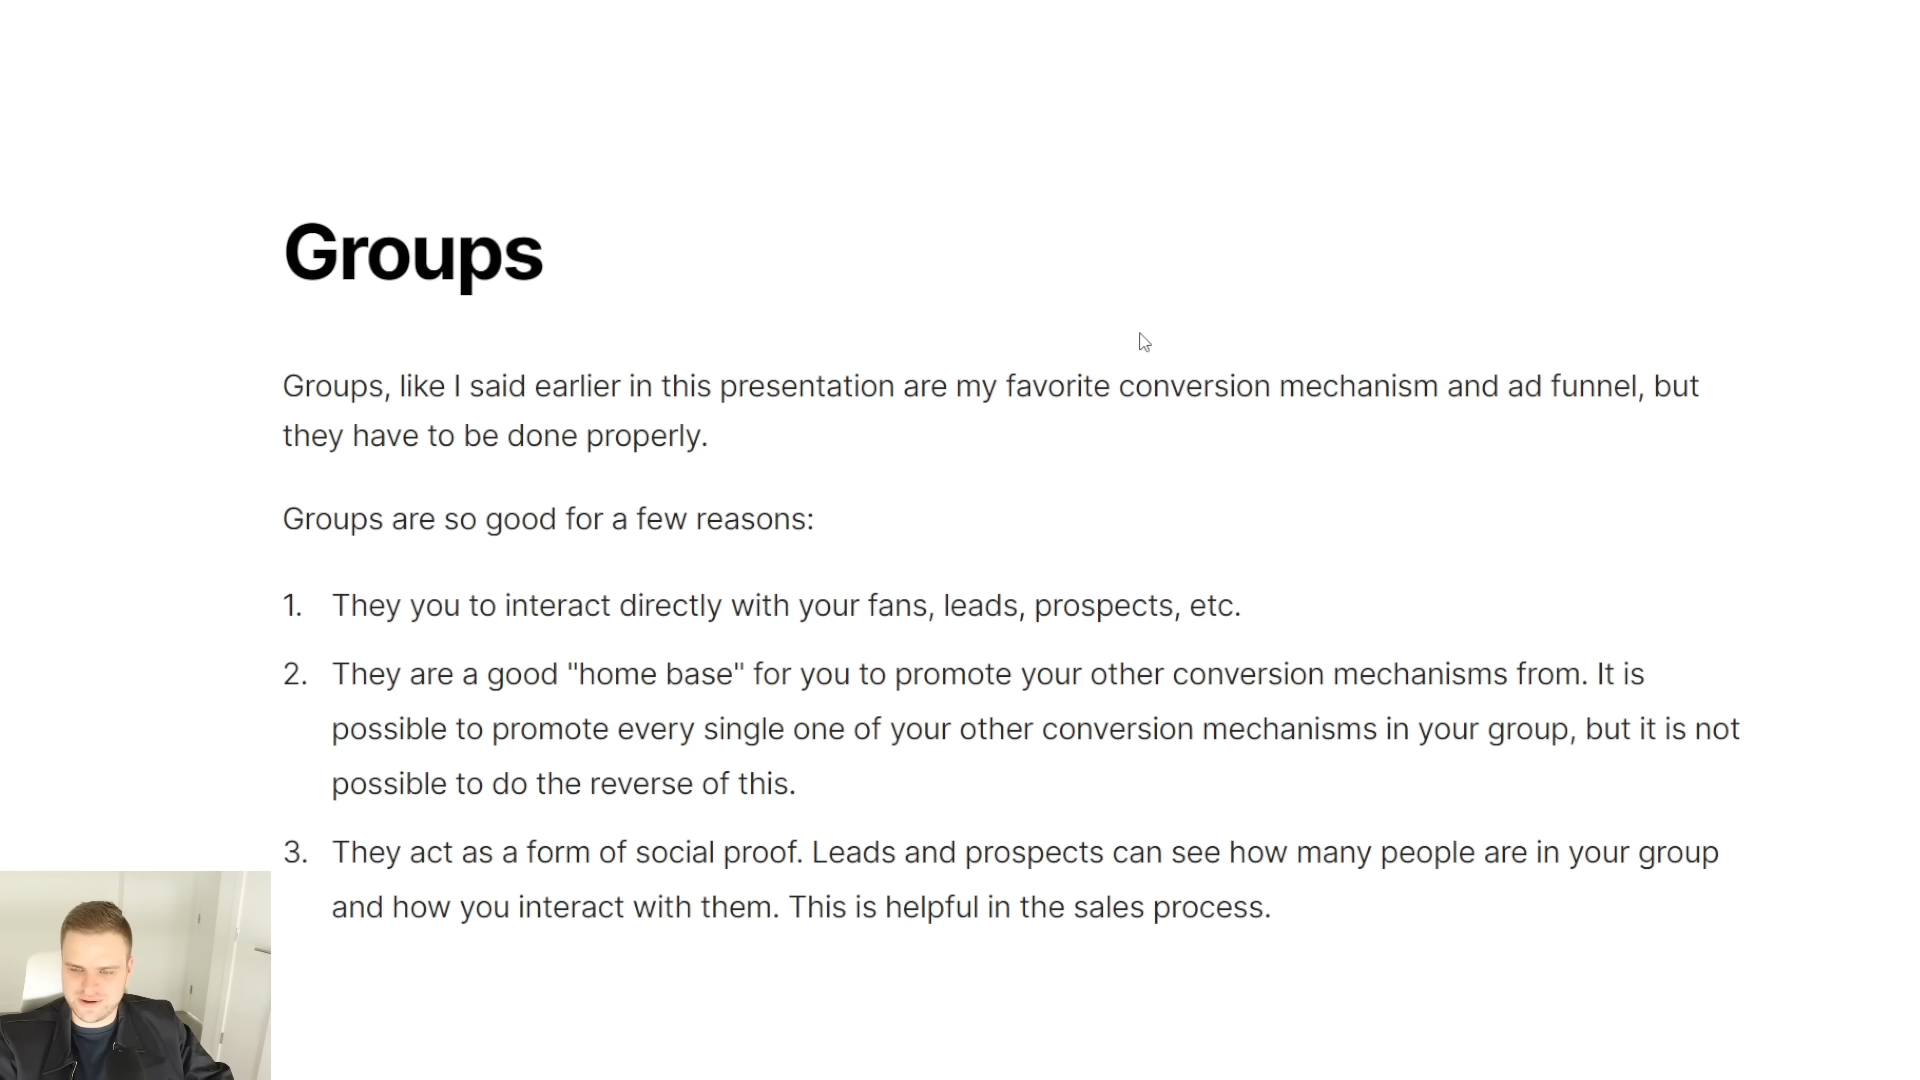 Groups
Groups, like I said earlier in this presentation are my favorite conversion mechanism and ad funnel, but
they have to be done properly.
Groups are so good for a few reasons:
1. They you to interact directly with your fans, leads, prospects, etc.
2. They are a good "home base" for you to promote your other conversion mechanisms from. It is
possible to promote every single one of your other conversion mechanisms in your group, but it is not
possible to do the reverse of this.
3. They act as a form of social proof. Leads and prospects can see how many people are in your group
and how you interact with them. This is helpful in the sales process.